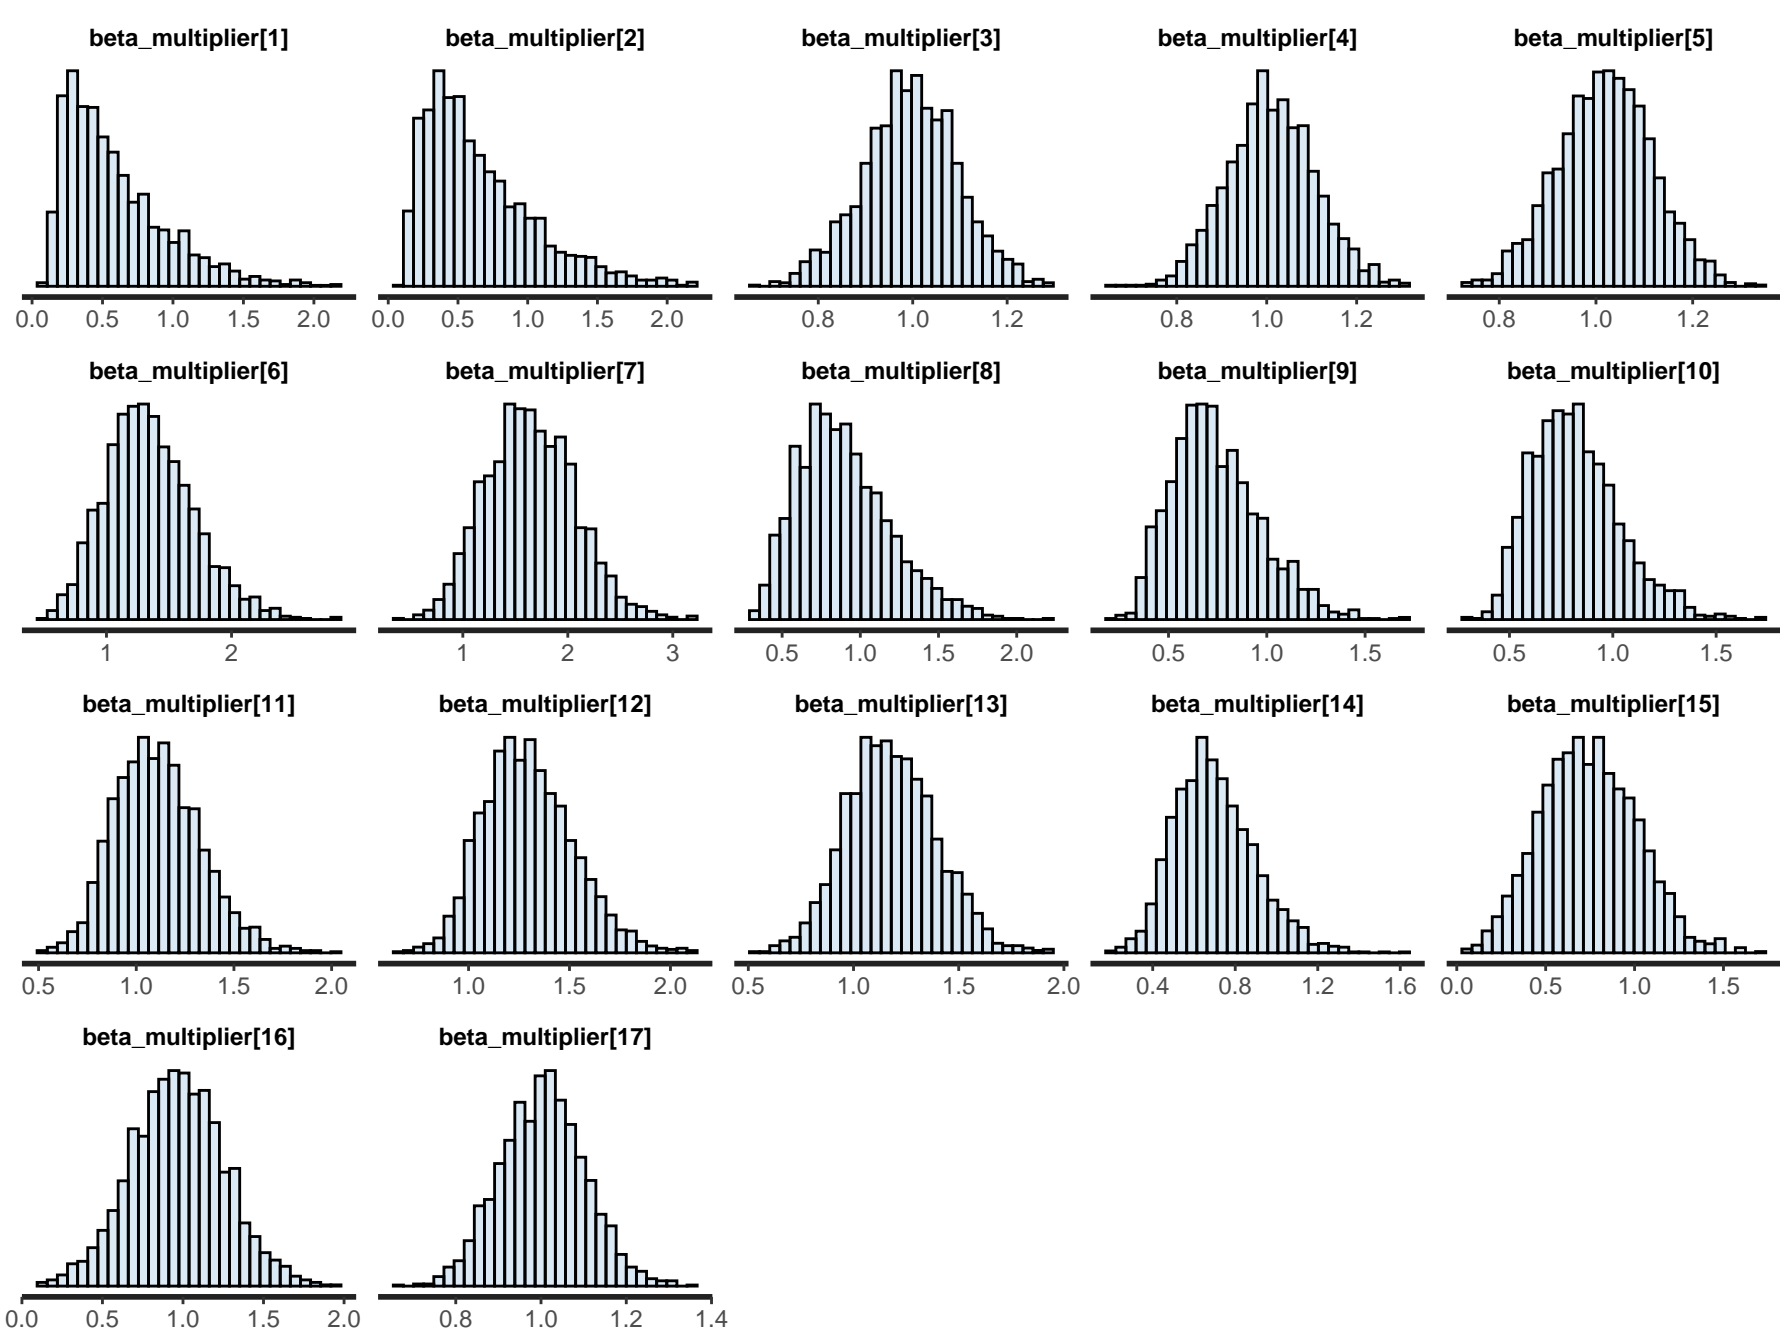 beta_multiplier[1] beta_multiplier[2] beta_multiplier[3] beta_multiplier[4] beta_multiplier[5]
0.0 0.5 1.0 1.5 2.0 0.0 0.5 1.0 1.5 2.0 0.8 1.0 1.2 0.8 1.0 1.2 0.8 1.0 1.2
beta_multiplier[6] beta_multiplier[7] beta_multiplier[8] beta_multiplier[9] beta_multiplier[10]
1 2 1 2 3 0.5 1.0 1.5 2.0 0.5 1.0 1.5 0.5 1.0 1.5
beta_multiplier[11] beta_multiplier[12] beta_multiplier[13] beta_multiplier[14] beta_multiplier[15]
0.5 1.0 1.5 2.0 1.0 1.5 2.0 0.5 1.0 1.5 2.0 0.4 0.8 1.2 1.6 0.0 0.5 1.0 1.5
beta_multiplier[16] beta_multiplier[17]
0.0 0.5 1.0 1.5 2.0 0.8 1.0 1.2 1.4